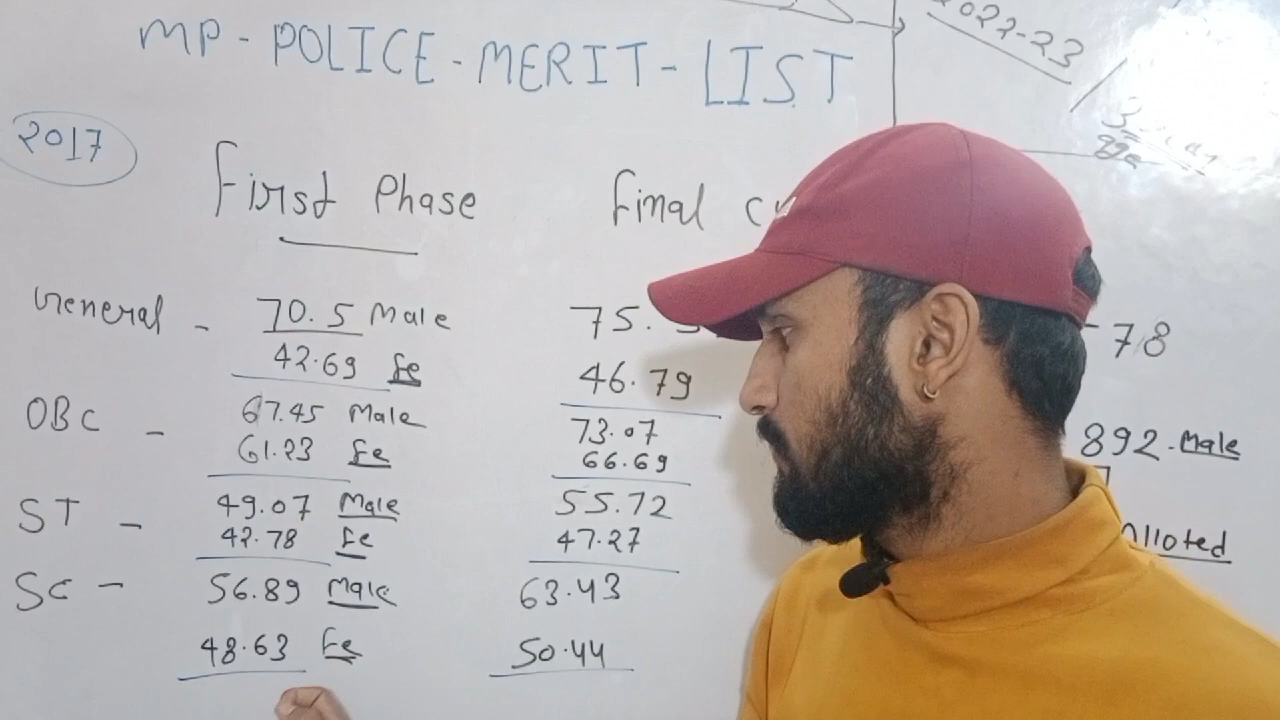 MP - POLICE - MERIT - LIST
2022-23
2017
First Phase
Final
General - 70.5 Male 75.
42.69 Fe 46.79
78
OBC - 67.45 Male 73.07
61.23 Fe 66.69
892 - Male
ST - 49.07 Male 55.72
42.78 Fe 47.27
lloted
SC - 56.89 Male 63.43
48.63 Fe 50.44